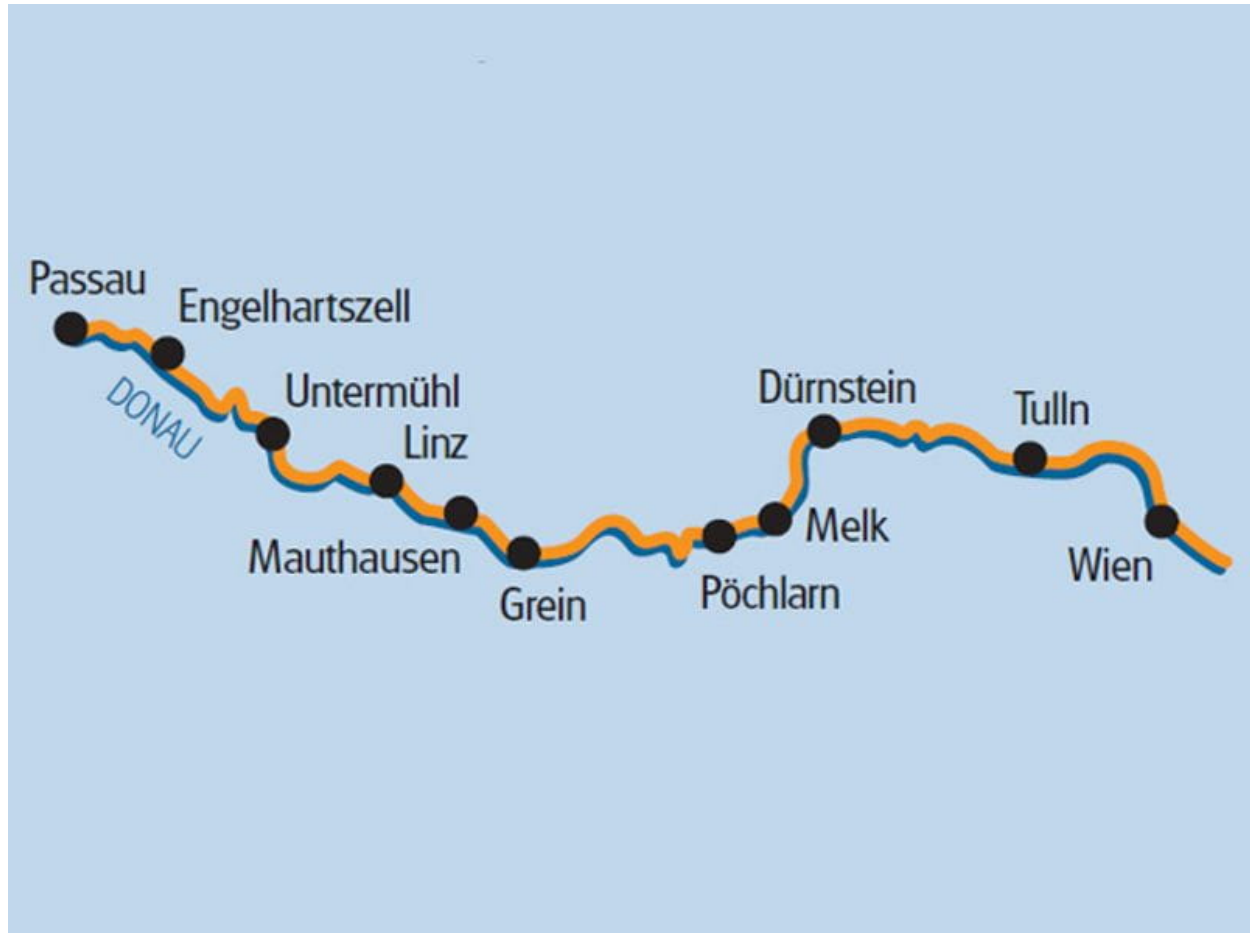 Passau
Engelhartszell
DONAU
Untermühl
Linz
Mauthausen
Grein
Pöchlarn
Melk
Dürnstein
Tulln
Wien